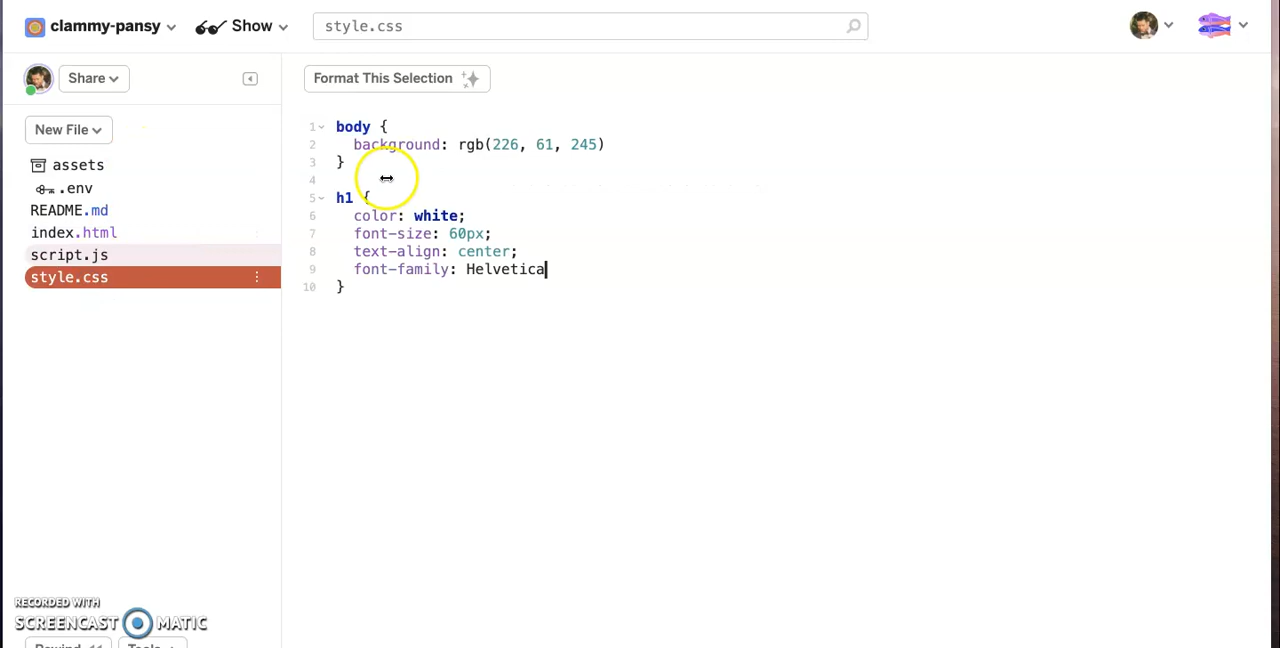 clammy-pansy Show style.css
Share Format This Selection
New File
assets
.env
README.md
index.html
script.js
style.css
1 body {
2 background: rgb(226, 61, 245)
3 }
4
5 h1 {
6 color: white;
7 font-size: 60px;
8 text-align: center;
9 font-family: Helvetica
10 }
RECORDED WITH
SCREENCAST MATIC
Rewind Tools